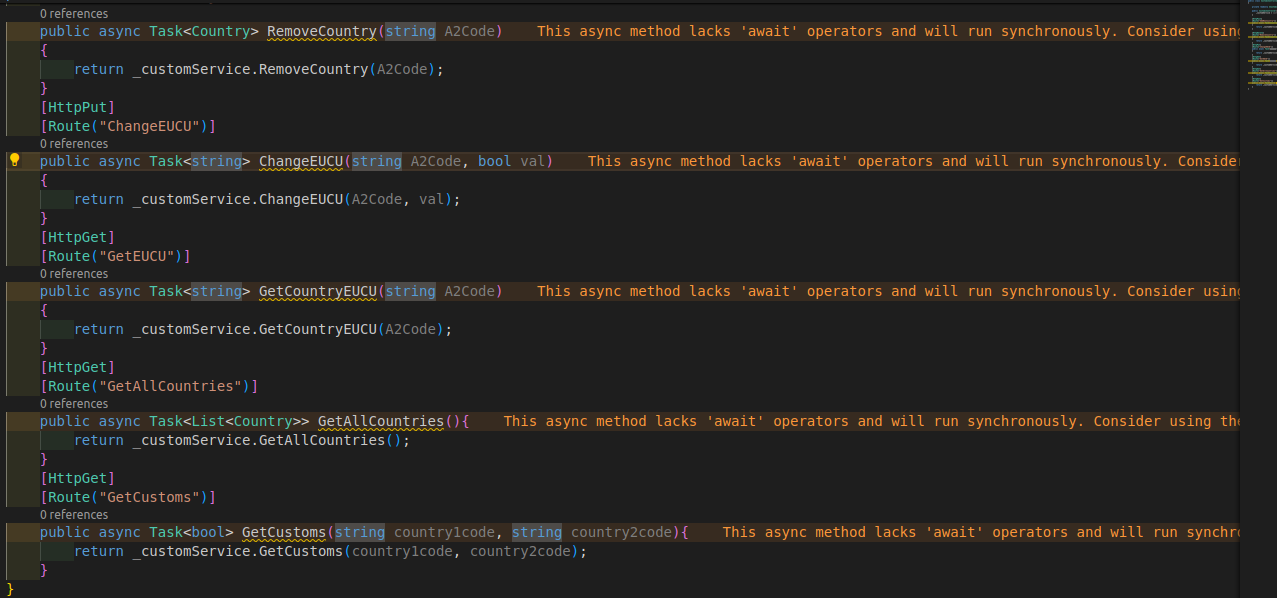 0 references
public async Task<Country> RemoveCountry(string A2Code) This async method lacks 'await' operators and will run synchronously. Consider using
{
return _customService.RemoveCountry(A2Code);
}
[HttpPut]
[Route("ChangeEUCU")]
0 references
public async Task<string> ChangeEUCU(string A2Code, bool val) This async method lacks 'await' operators and will run synchronously. Conside
{
return _customService.ChangeEUCU(A2Code, val);
}
[HttpGet]
[Route("GetEUCU")]
0 references
public async Task<string> GetCountryEUCU(string A2Code) This async method lacks 'await' operators and will run synchronously. Consider using
{
return _customService.GetCountryEUCU(A2Code);
}
[HttpGet]
[Route("GetAllCountries")]
0 references
public async Task<List<Country>> GetAllCountries(){ This async method lacks 'await' operators and will run synchronously. Consider using the
return _customService.GetAllCountries();
}
[HttpGet]
[Route("GetCustoms")]
0 references
public async Task<bool> GetCustoms(string country1code, string country2code){ This async method lacks 'await' operators and will run synchro
return _customService.GetCustoms(country1code, country2code);
}
}